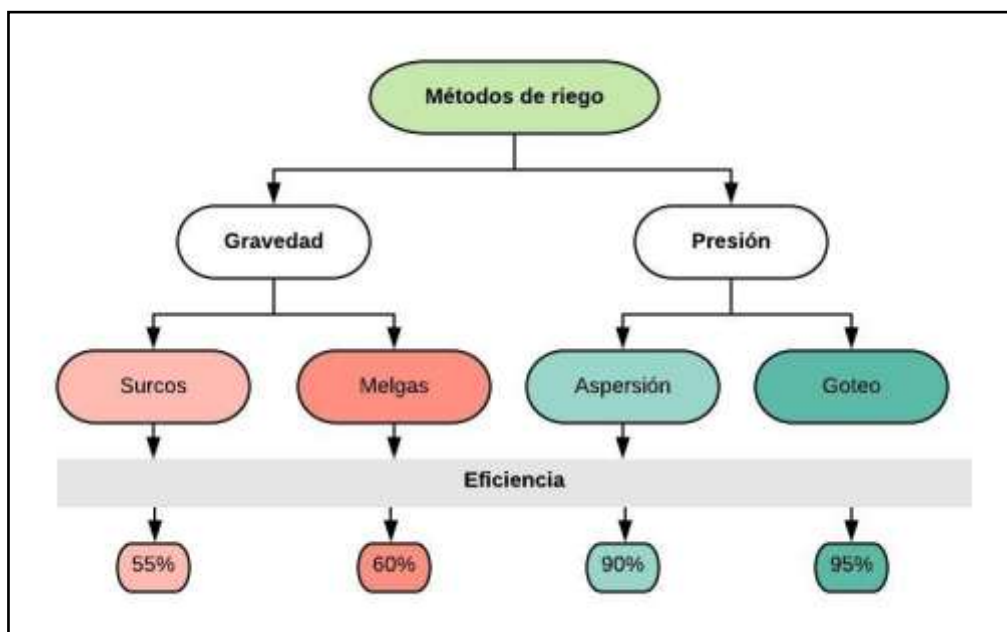 Métodos de riego
Gravedad
Presión
Surcos
Melgas
Aspersión
Goteo
Eficiencia
55%
60%
90%
95%